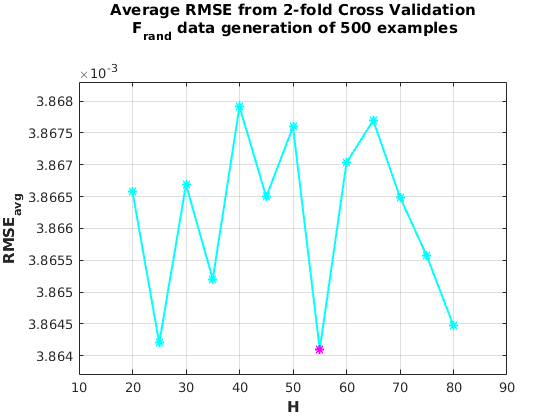 Average RMSE from 2-fold Cross Validation
F_rand data generation of 500 examples
×10^-3
3.868
3.8675
3.867
3.8665
3.866
3.8655
3.865
3.8645
3.864
RMSE_avg
10 20 30 40 50 60 70 80 90
H